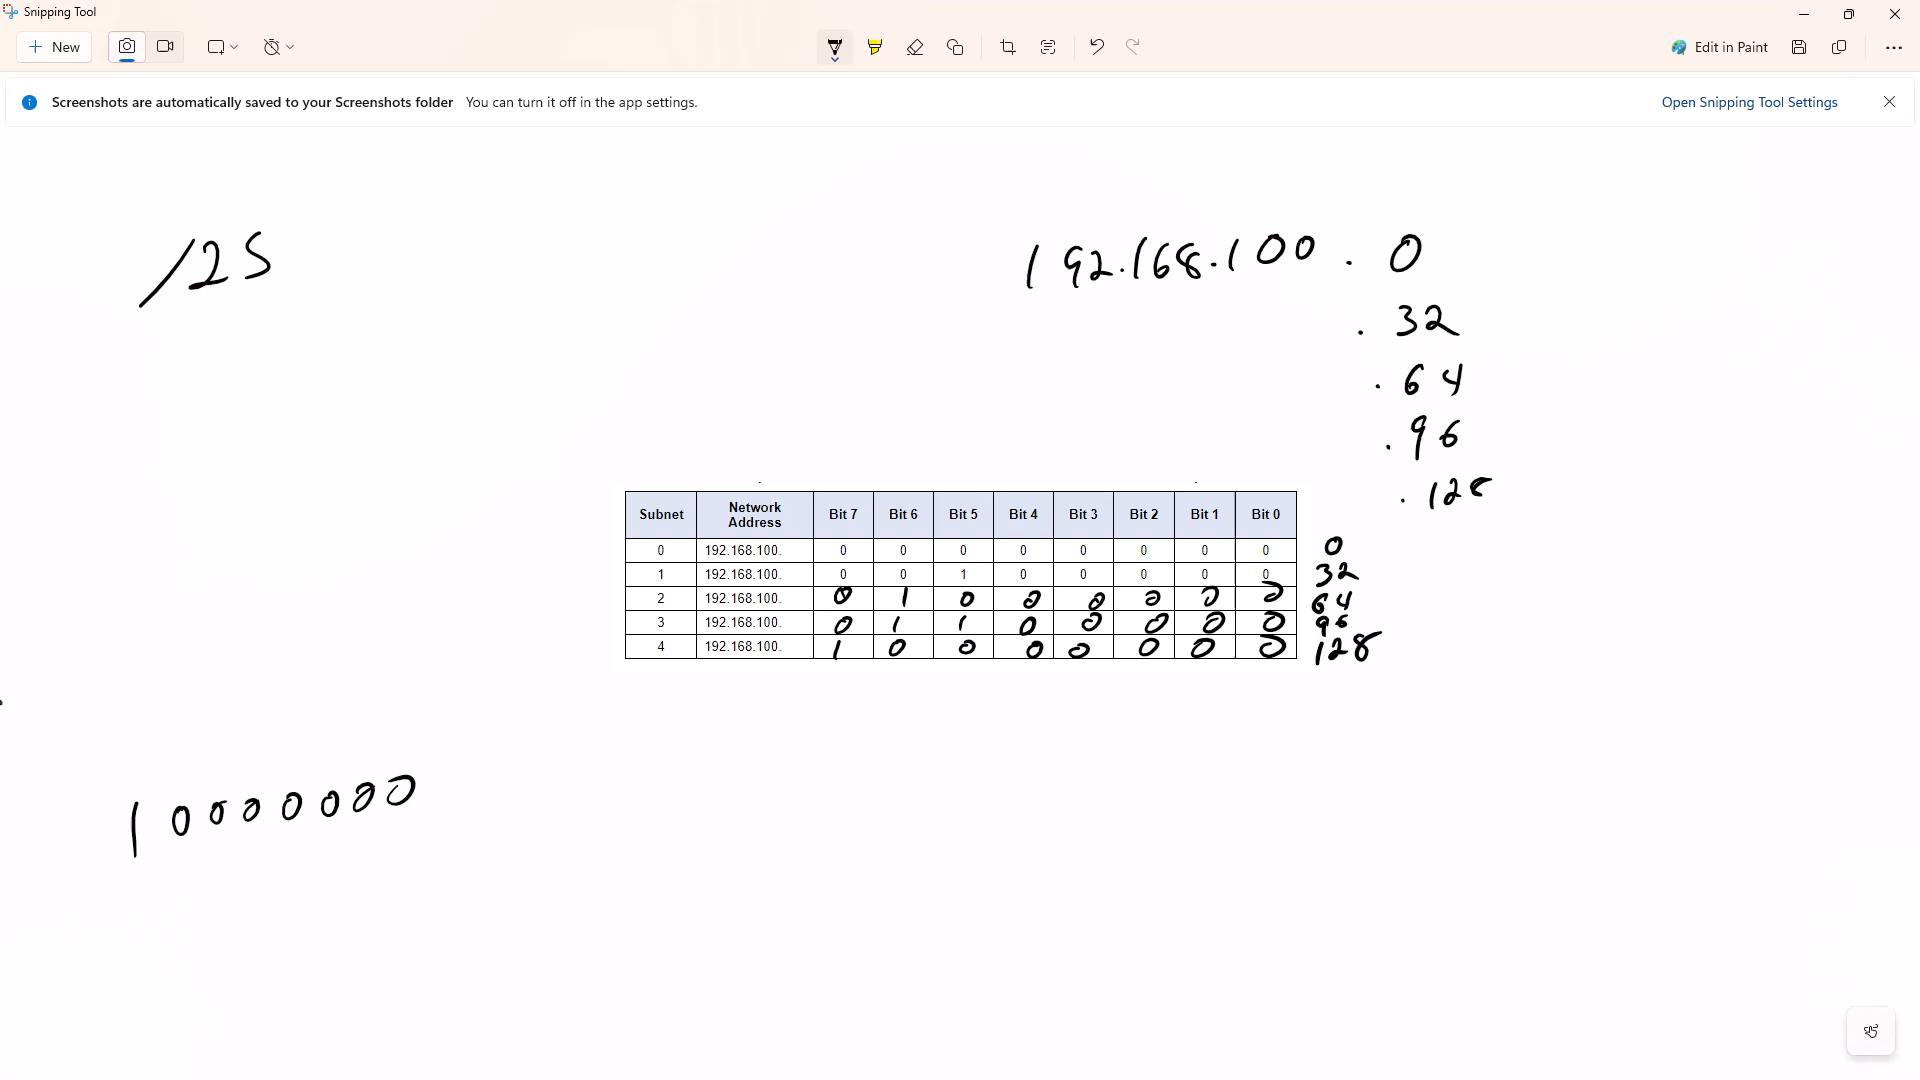 Snipping Tool
New
Edit in Paint
Screenshots are automatically saved to your Screenshots folder You can turn it off in the app settings.
Open Snipping Tool Settings
/25
192.168.100.0
.32
.64
.96
.128
Subnet Network Address Bit 7 Bit 6 Bit 5 Bit 4 Bit 3 Bit 2 Bit 1 Bit 0
0 192.168.100. 0 0 0 0 0 0 0 0 0
1 192.168.100. 0 0 1 0 0 0 0 0 32
2 192.168.100. 0 1 0 0 0 0 0 0 64
3 192.168.100. 0 1 1 0 0 0 0 0 96
4 192.168.100. 1 0 0 0 0 0 0 0 128
10000000